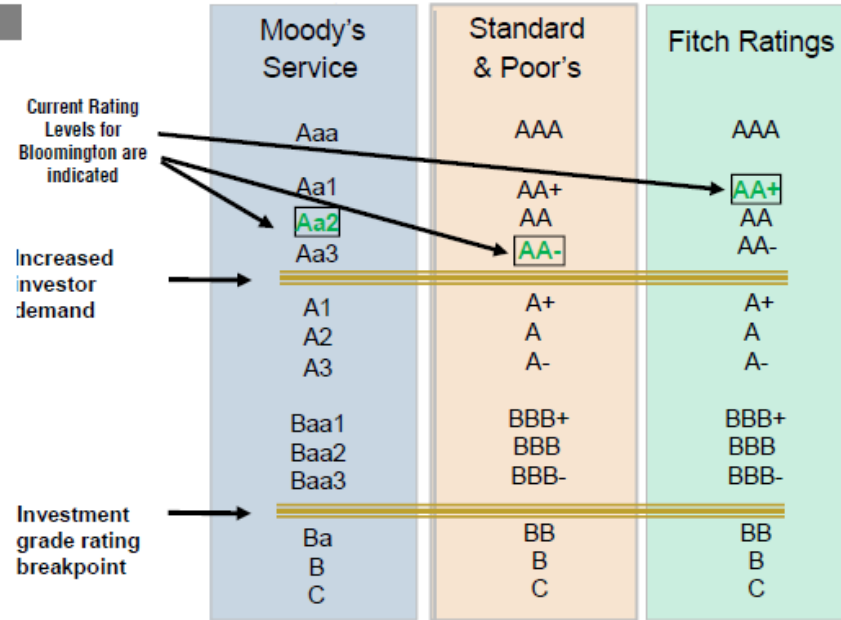 Moody's
Service
Standard
& Poor's
Fitch Ratings
Current Rating
Levels for
Bloomington are
indicated
Aaa
AAA
AAA
Aa1
AA+
AA+
Aa2
AA
AA
Aa3
AA-
AA-
Increased
investor
demand
A1
A+
A+
A2
A
A
A3
A-
A-
Baa1
BBB+
BBB+
Baa2
BBB
BBB
Baa3
BBB-
BBB-
Investment
grade rating
breakpoint
Ba
BB
BB
B
B
B
C
C
C